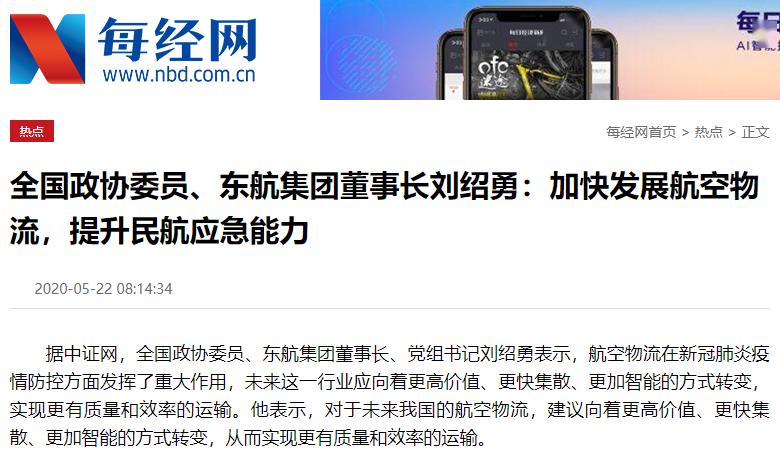 每经网
www.nbd.com.cn
每日经济新闻
ofo
迷途
AI智能
热点
每经网首页 > 热点 > 正文
全国政协委员、东航集团董事长刘绍勇：加快发展航空物
流，提升民航应急能力
2020-05-22 08:14:34
据中证网，全国政协委员、东航集团董事长、党组书记刘绍勇表示，航空物流在新冠肺炎疫
情防控方面发挥了重大作用，未来这一行业应向着更高价值、更快集散、更加智能的方式转变，
实现更有质量和效率的运输。他表示，对于未来我国的航空物流，建议向着更高价值、更快集
散、更加智能的方式转变，从而实现更有质量和效率的运输。